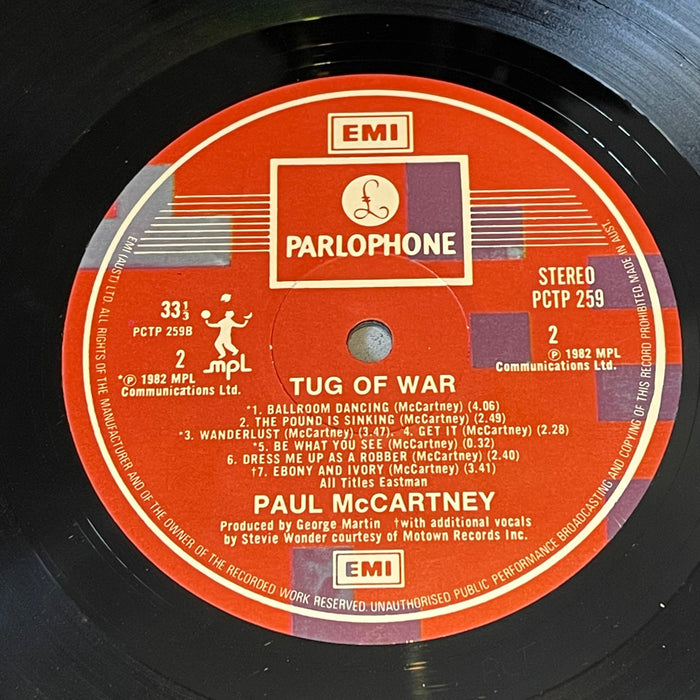 EMI
£
PARLOPHONE
33⅓
PCTP 259B
2
*℗ 1982 MPL
Communications Ltd.
mpL
STEREO
PCTP 259
2
℗ 1982 MPL
Communications Ltd.
TUG OF WAR
*1. BALLROOM DANCING (McCartney) (4.06)
2. THE POUND IS SINKING (McCartney) (2.49)
*3. WANDERLUST (McCartney) (3.47)- 4. GET IT (McCartney) (2.28)
*5. BE WHAT YOU SEE (McCartney) (0.32)
6. DRESS ME UP AS A ROBBER (McCartney) (2.40)
†7. EBONY AND IVORY (McCartney) (3.41)
All Titles Eastman
PAUL McCARTNEY
Produced by George Martin †with additional vocals
by Stevie Wonder courtesy of Motown Records Inc.
EMI
EMI (AUST) LTD. ALL RIGHTS OF THE MANUFACTURER AND OF THE OWNER OF THE RECORDED WORK RESERVED. UNAUTHORISED PUBLIC PERFORMANCE BROADCASTING AND COPYING OF THIS RECORD PROHIBITED. MADE IN AUST.